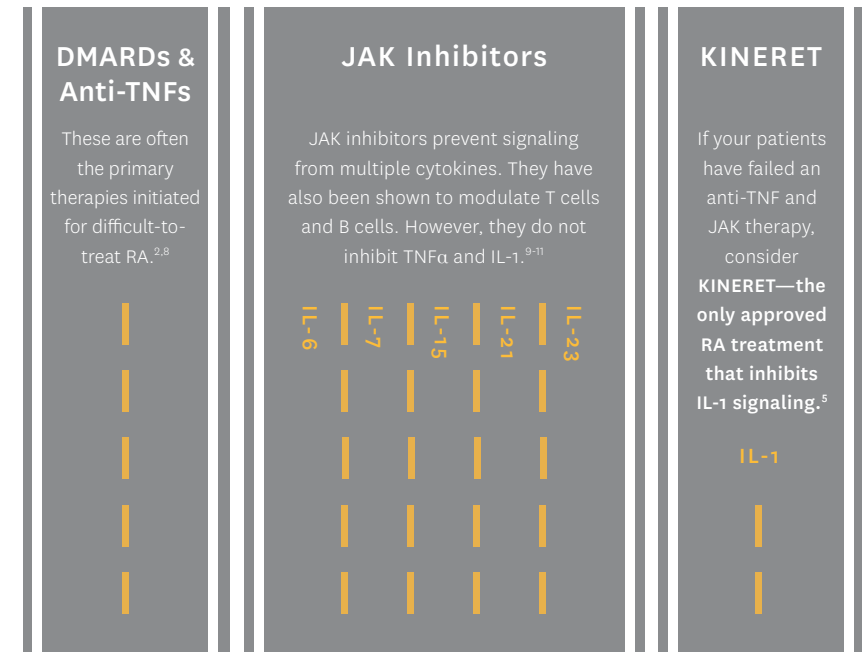 DMARDs &
Anti-TNFs
These are often
the primary
therapies initiated
for difficult-to-
treat RA.2,8
JAK Inhibitors
JAK inhibitors prevent signaling
from multiple cytokines. They have
also been shown to modulate T cells
and B cells. However, they do not
inhibit TNFα and IL-1.9-11
IL-6
IL-7
IL-15
IL-21
IL-23
KINERET
If your patients
have failed an
anti-TNF and
JAK therapy,
consider
KINERET—the
only approved
RA treatment
that inhibits
IL-1 signaling.5
IL-1